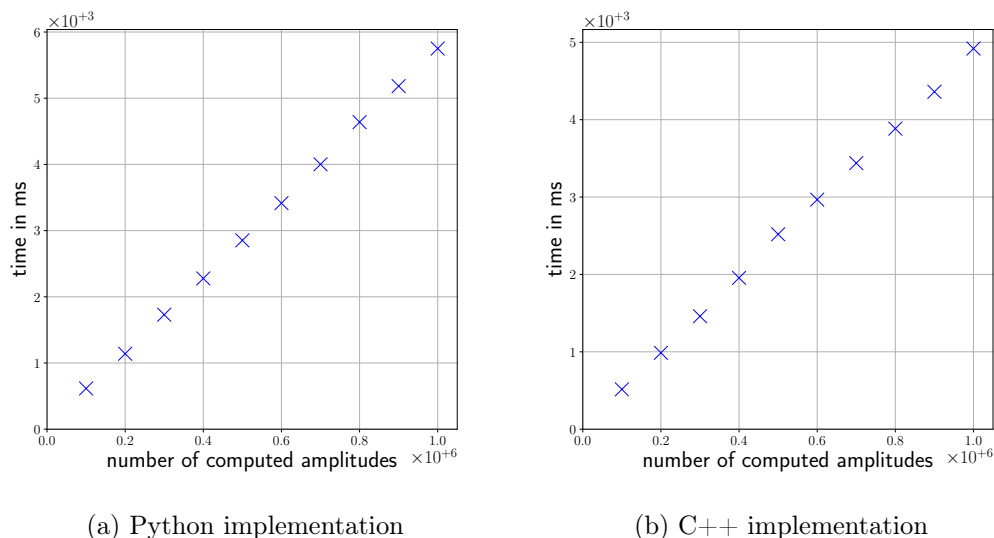 ×10⁺³
6
5
4
3
2
1
0
time in ms
0.0 0.2 0.4 0.6 0.8 1.0
number of computed amplitudes ×10⁺⁶
(a) Python implementation
×10⁺³
5
4
3
2
1
0
time in ms
0.0 0.2 0.4 0.6 0.8 1.0
number of computed amplitudes ×10⁺⁶
(b) C++ implementation